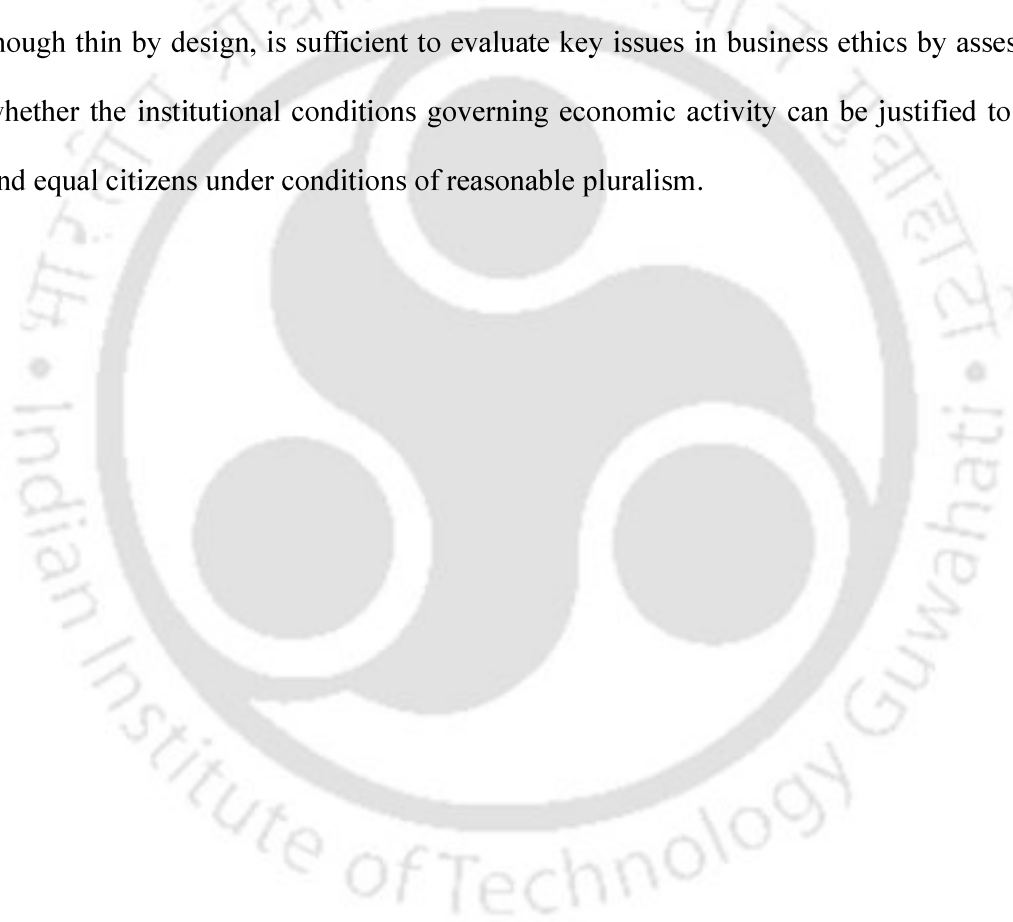 hough thin by design, is sufficient to evaluate key issues in business ethics by asses
whether the institutional conditions governing economic activity can be justified to
nd equal citizens under conditions of reasonable pluralism.
Indian Institute of Technology Guwahati